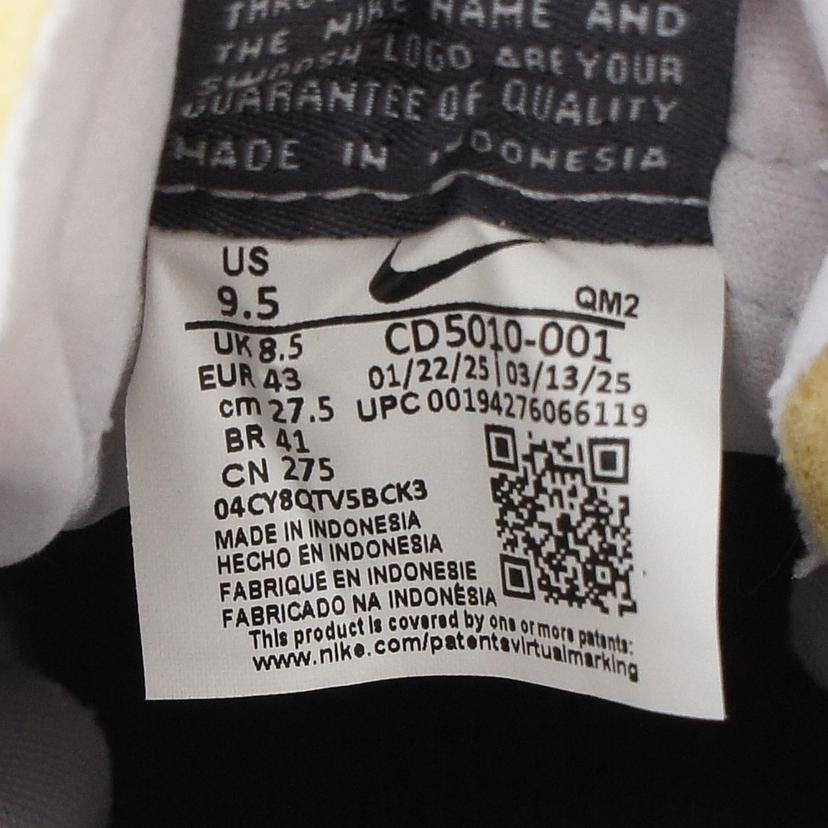 THROUGH THE NIKE NAME AND
THE SWOOSH LOGO ARE YOUR
GUARANTEE OF QUALITY
MADE IN INDONESIA
US
9.5
QM2
UK 8.5
CD5010-001
EUR 43
01/22/25 | 03/13/25
cm 27.5
UPC 00194276066119
BR 41
CN 275
04CY8QTV5BCK3
MADE IN INDONESIA
HECHO EN INDONESIA
FABRIQUE EN INDONESIE
FABRICADO NA INDONÉSIA
This product is covered by one or more patents:
www.nike.com/patentsvirtualmarking